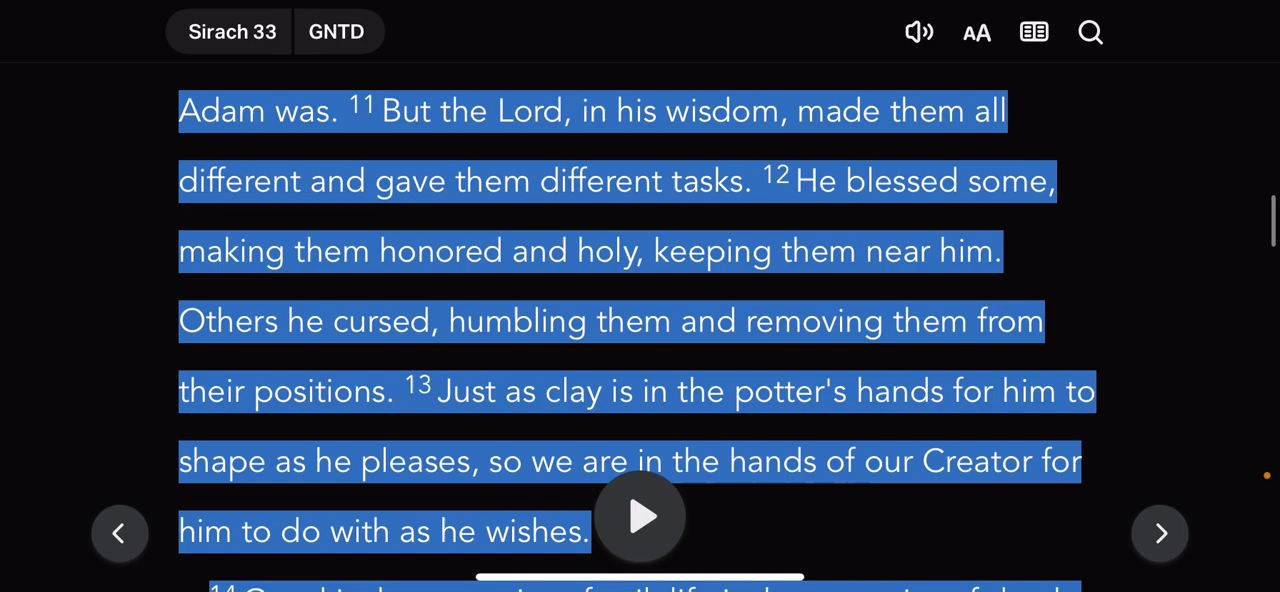 Sirach 33 GNTD
AA
Adam was. 11 But the Lord, in his wisdom, made them all
different and gave them different tasks. 12 He blessed some,
making them honored and holy, keeping them near him.
Others he cursed, humbling them and removing them from
their positions. 13 Just as clay is in the potter's hands for him to
shape as he pleases, so we are in the hands of our Creator for
him to do with as he wishes.
14